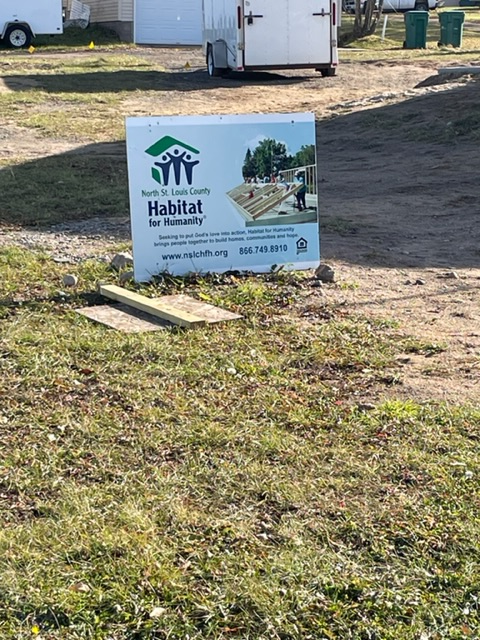 North St. Louis County
Habitat
for Humanity®
Seeking to put God's love into action, Habitat for Humanity
brings people together to build homes, communities and hope.
www.nslchfh.org 866.749.8910